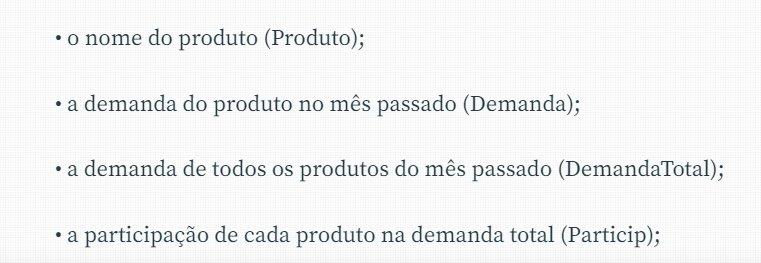 • o nome do produto (Produto);
• a demanda do produto no mês passado (Demanda);
• a demanda de todos os produtos do mês passado (DemandaTotal);
• a participação de cada produto na demanda total (Particip);